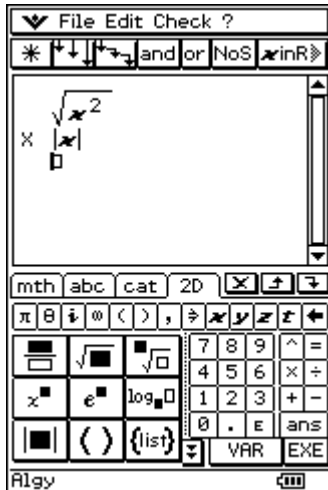 File Edit Check ?
and or NoS xinR
√x²
X |x|
mth abc cat 2D
π θ i ∞ ( ) , ⇒ x y z t ←
√■ ■√□ 7 8 9 ^ =
4 5 6 × ÷
x■ e■ log■□ 1 2 3 + -
|■| ( ) {list} 0 . E ans
VAR EXE
Algy